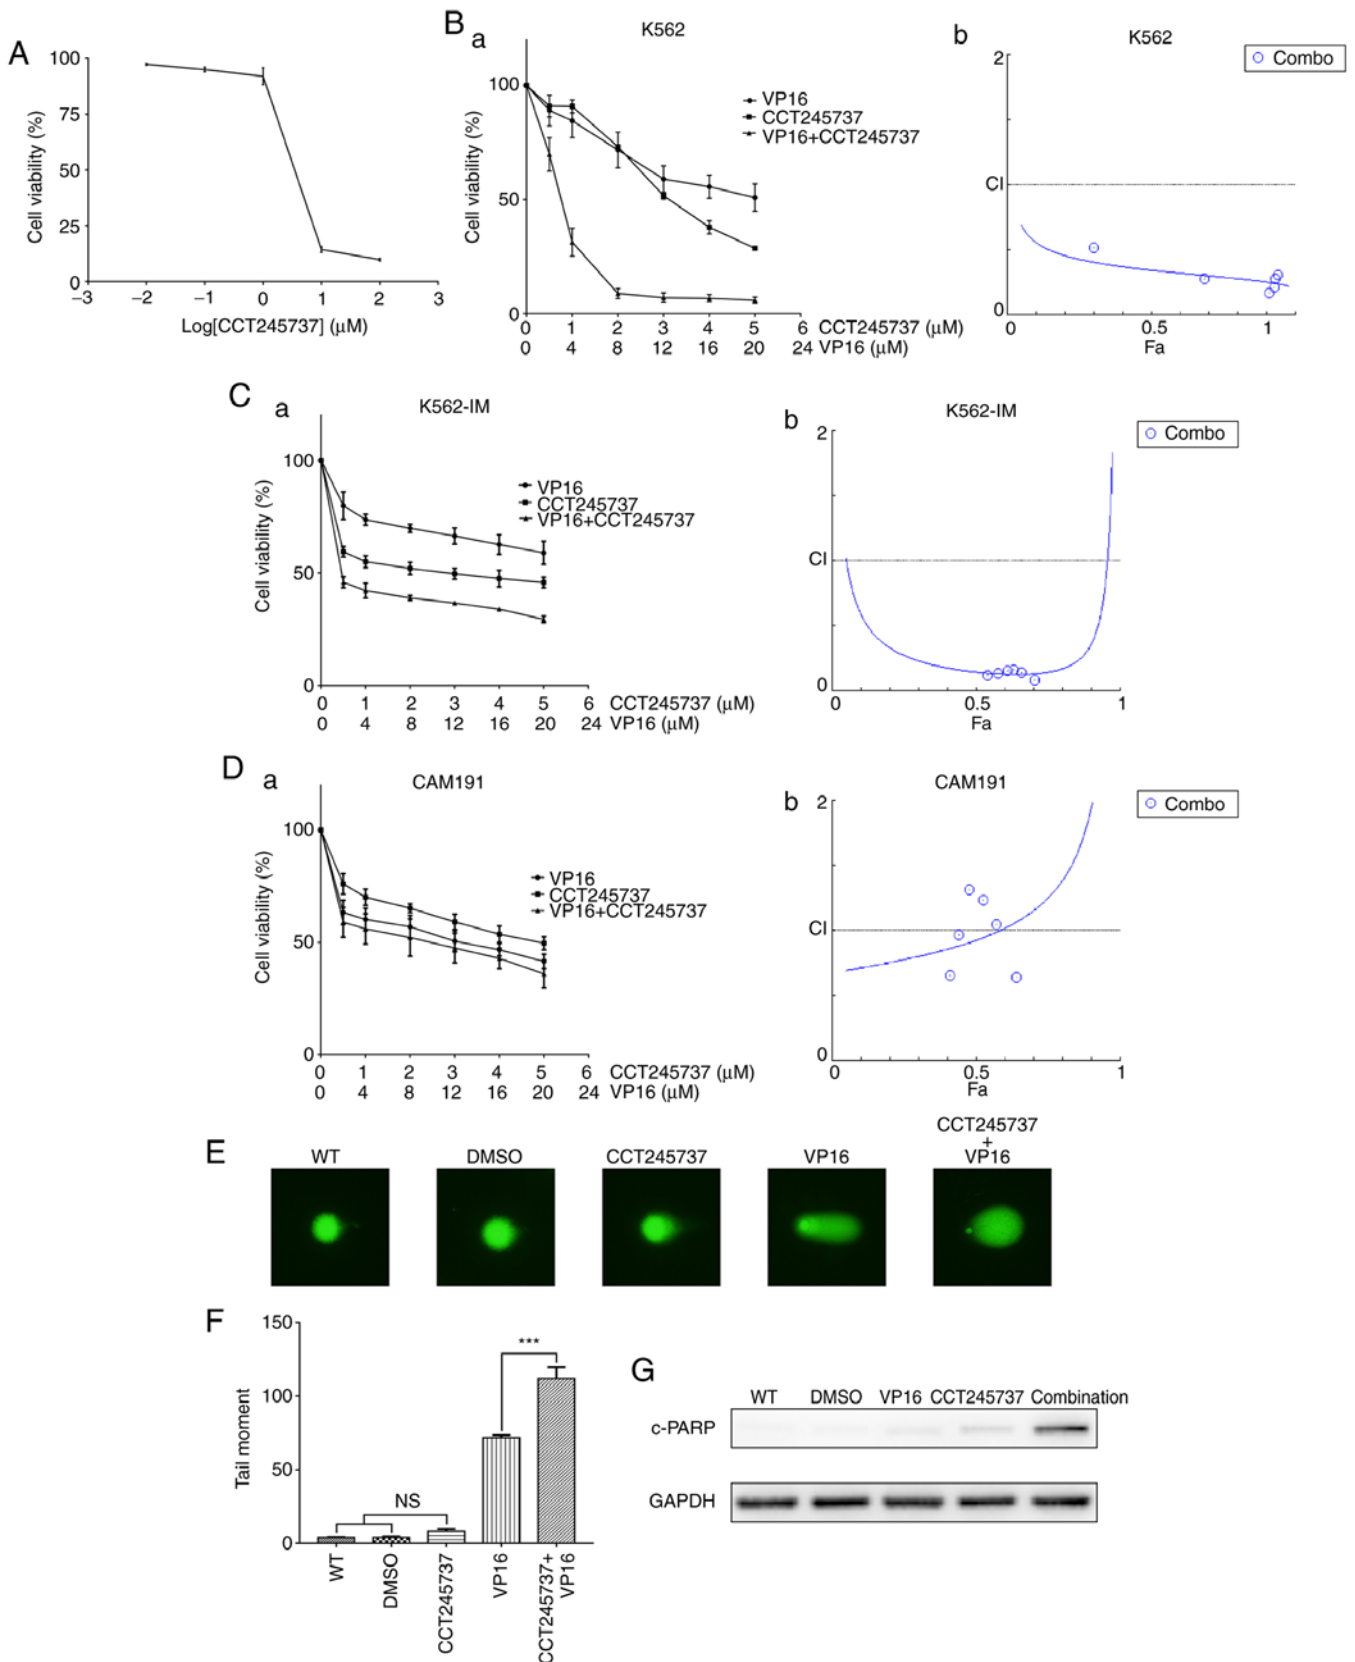 A
100
75
50
25
0
Cell viability (%)
−3 −2 −1 0 1 2 3
Log[CCT245737] (µM)
B
a
K562
100
50
0
Cell viability (%)
VP16
CCT245737
VP16+CCT245737
0 1 2 3 4 5 6 CCT245737 (µM)
0 4 8 12 16 20 24 VP16 (µM)
b
K562
Combo
2
CI
0
0 0.5 1
Fa
C
a
K562-IM
100
50
0
Cell viability (%)
VP16
CCT245737
VP16+CCT245737
0 1 2 3 4 5 6 CCT245737 (µM)
0 4 8 12 16 20 24 VP16 (µM)
b
K562-IM
Combo
2
CI
0
0 0.5 1
Fa
D
a
CAM191
100
50
0
Cell viability (%)
VP16
CCT245737
VP16+CCT245737
0 1 2 3 4 5 6 CCT245737 (µM)
0 4 8 12 16 20 24 VP16 (µM)
b
CAM191
Combo
2
CI
0
0 0.5 1
Fa
E
WT
DMSO
CCT245737
VP16
CCT245737
+
VP16
F
150
100
50
0
Tail moment
NS
***
WT
DMSO
CCT245737
VP16
CCT245737+
VP16
G
WT DMSO VP16 CCT245737 Combination
c-PARP
GAPDH